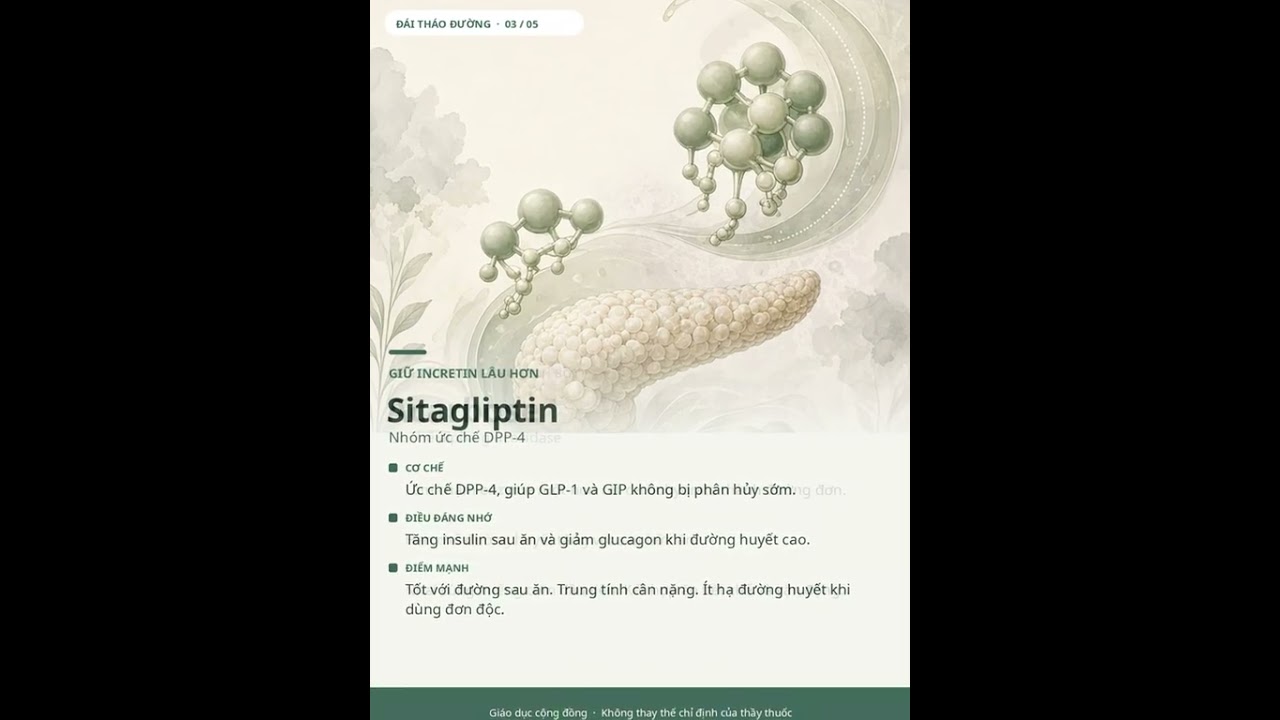 ĐÁI THÁO ĐƯỜNG · 03 / 05
GIỮ INCRETIN LÂU HƠN
Sitagliptin
Nhóm ức chế DPP-4
CƠ CHẾ
Ức chế DPP-4, giúp GLP-1 và GIP không bị phân hủy sớm.
ĐIỀU ĐÁNG NHỚ
Tăng insulin sau ăn và giảm glucagon khi đường huyết cao.
ĐIỂM MẠNH
Tốt với đường sau ăn. Trung tính cân nặng. Ít hạ đường huyết khi
dùng đơn độc.
Giáo dục cộng đồng · Không thay thế chỉ định của thầy thuốc